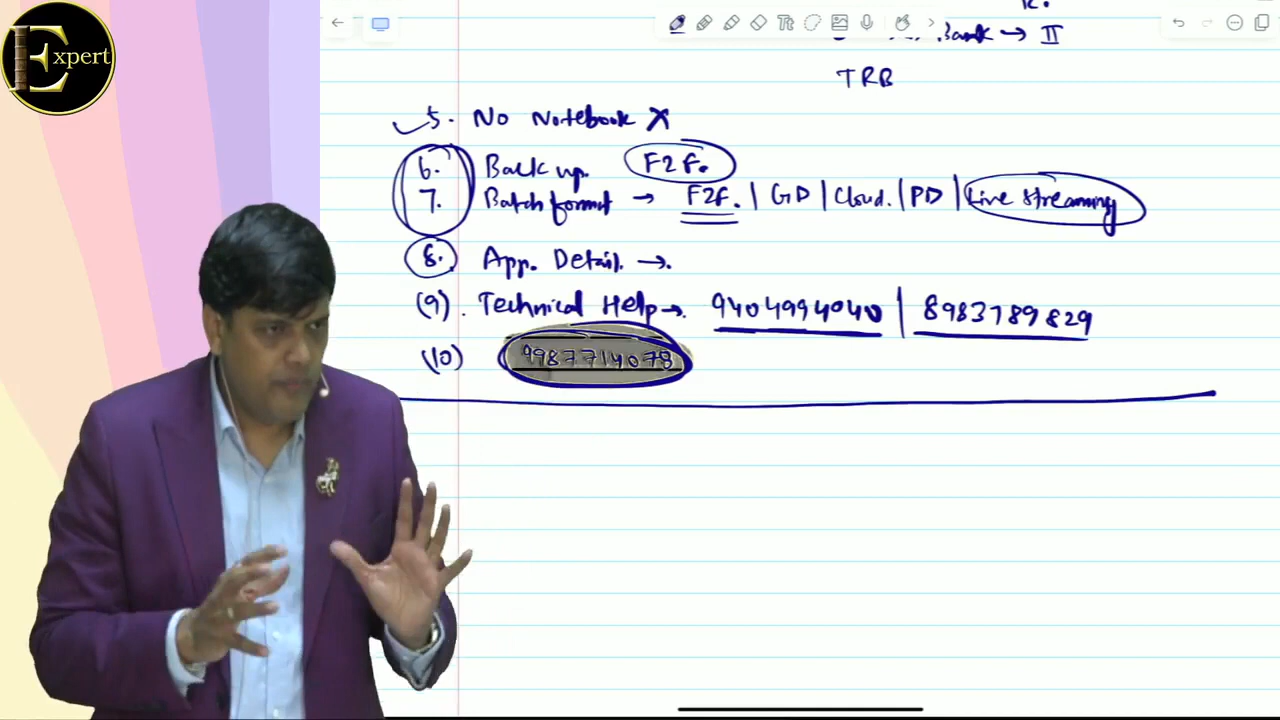 Expert
Bank → II
TRB
5. No Notebook X
6. Back up. F2F.
7. Batch format → F2f. | GD | Cloud. | PD | Live Streaming
8. App. Detail. →.
(9). Technical Help →. 9404994040 | 8983789829
(10) 9987714078